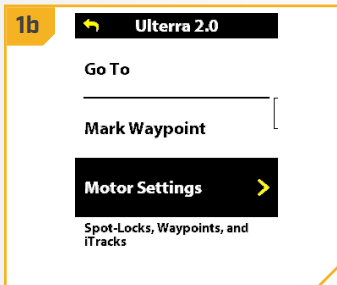 1b
Ulterra 2.0
Go To
Mark Waypoint
Motor Settings
Spot-Locks, Waypoints, and
iTracks